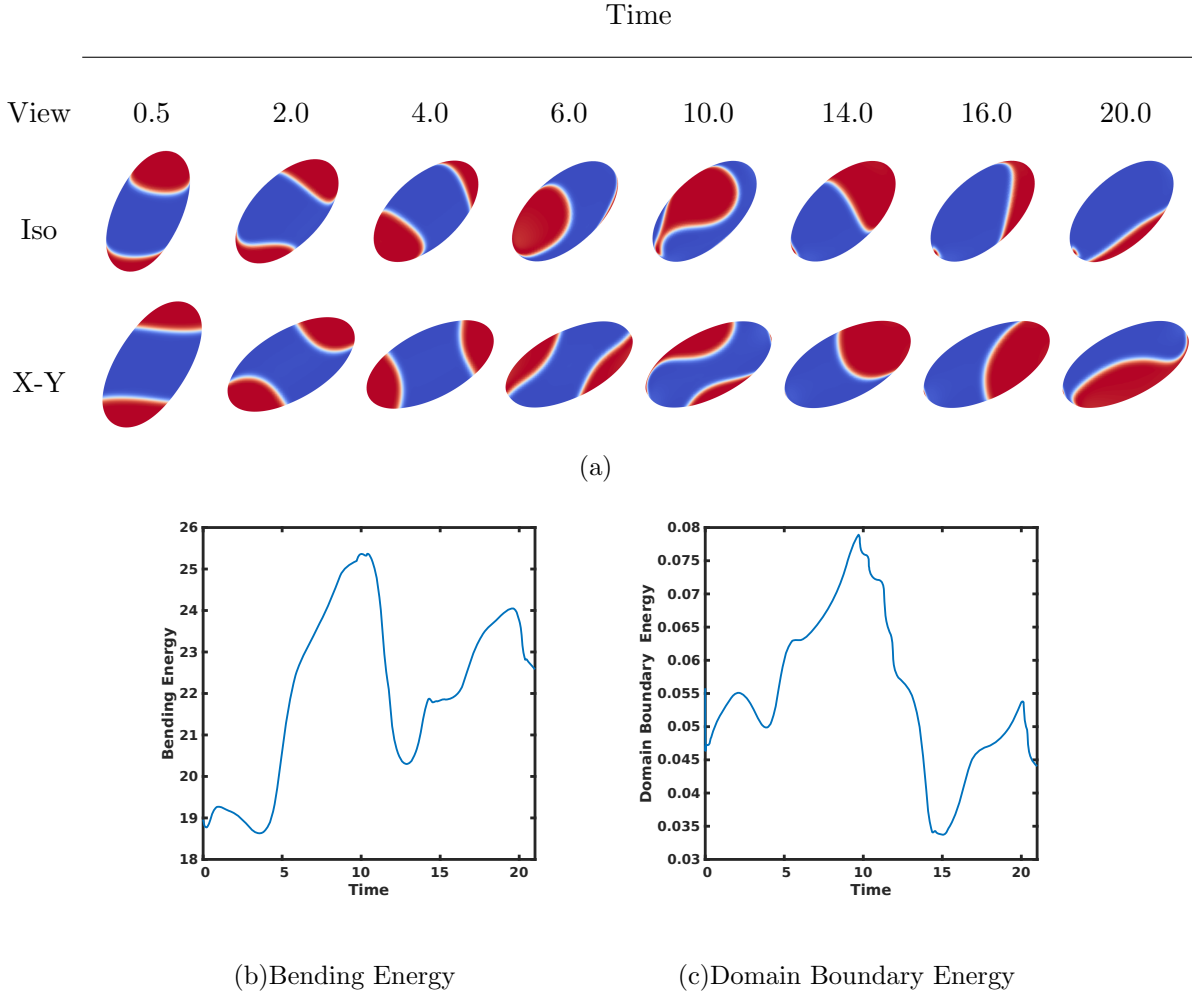 Time
View 0.5 2.0 4.0 6.0 10.0 14.0 16.0 20.0
Iso
X-Y
(a)
26
25
24
23
22
21
20
19
18
0 5 10 15 20
Time
Bending Energy
0.08
0.075
0.07
0.065
0.06
0.055
0.05
0.045
0.04
0.035
0.03
0 5 10 15 20
Time
Domain Boundary Energy
(b)Bending Energy
(c)Domain Boundary Energy